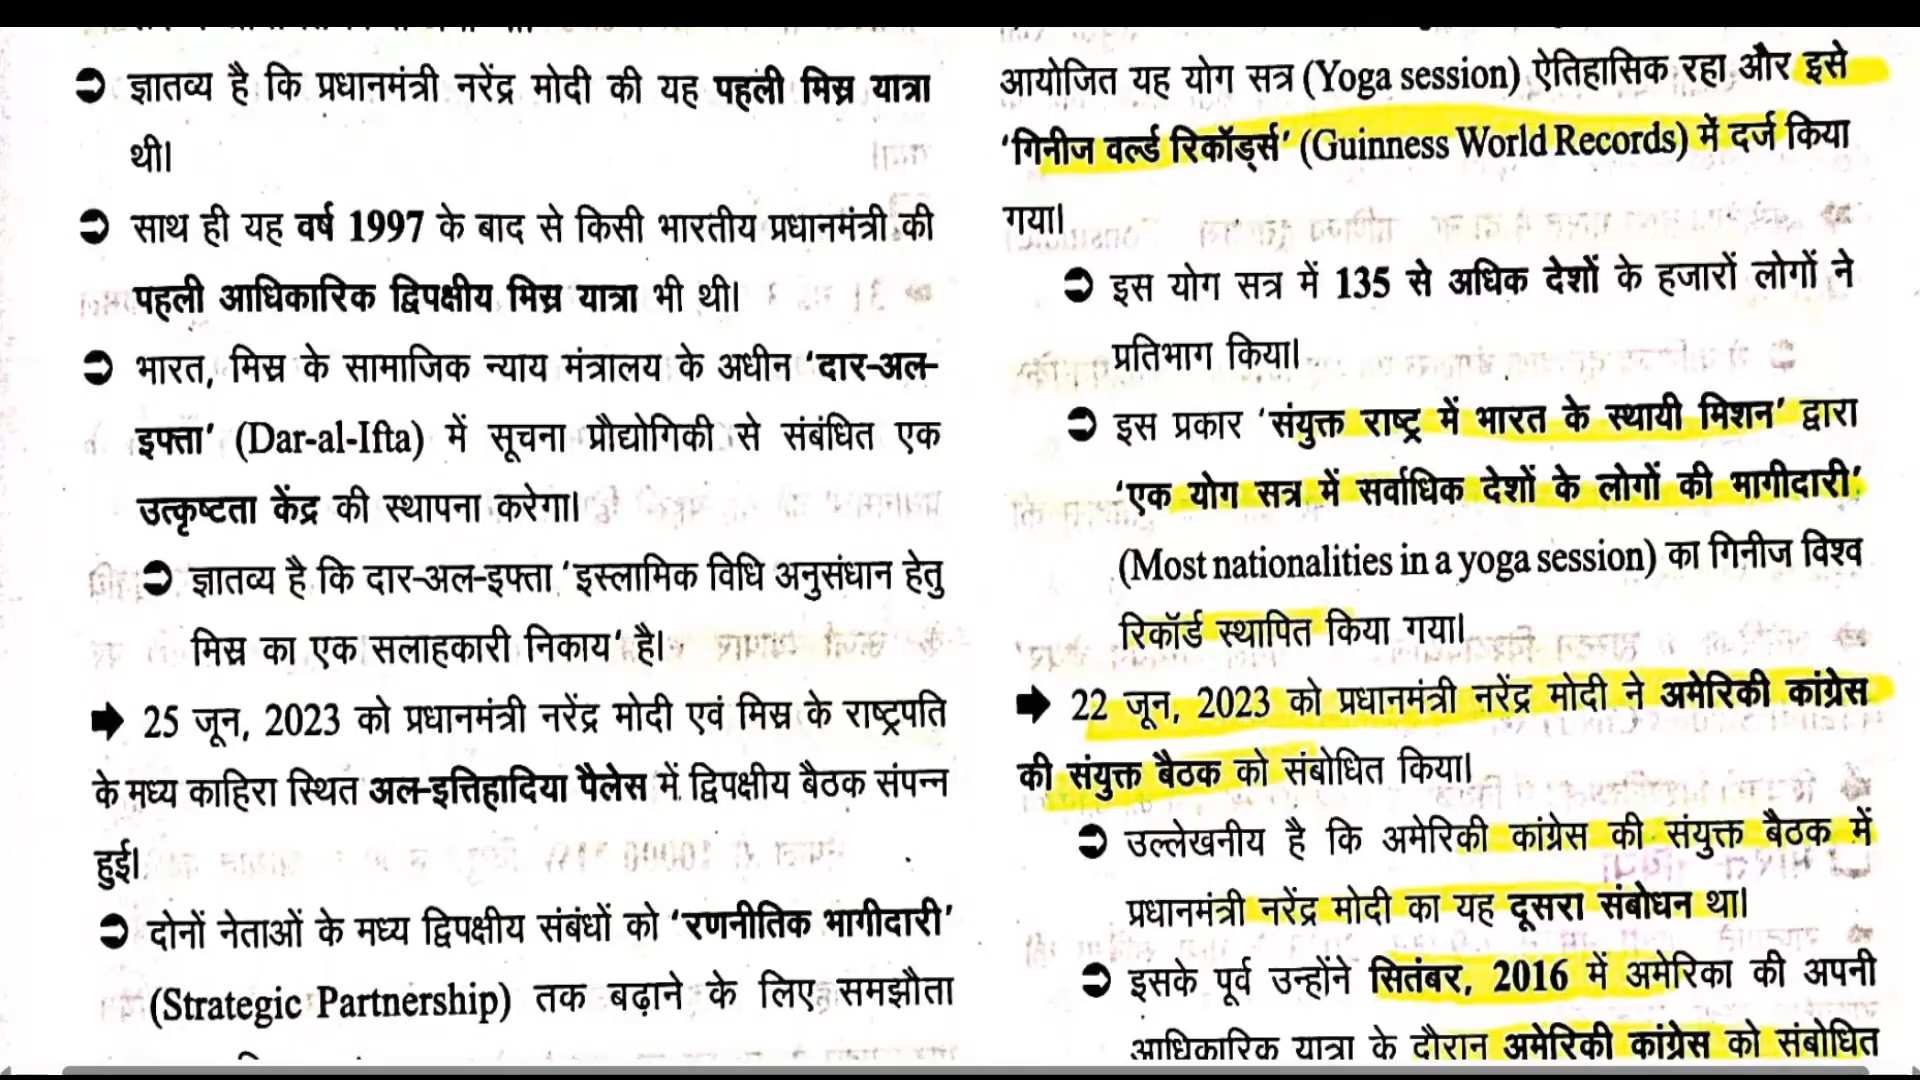 ज्ञातव्य है कि प्रधानमंत्री नरेंद्र मोदी की यह पहली मिस्र यात्रा
थी।
साथ ही यह वर्ष 1997 के बाद से किसी भारतीय प्रधानमंत्री की
पहली आधिकारिक द्विपक्षीय मिस्र यात्रा भी थी।
भारत, मिस्र के सामाजिक न्याय मंत्रालय के अधीन ‘दार-अल-
इफ्ता’ (Dar-al-Ifta) में सूचना प्रौद्योगिकी से संबंधित एक
उत्कृष्टता केंद्र की स्थापना करेगा।
ज्ञातव्य है कि दार-अल-इफ्ता ‘इस्लामिक विधि अनुसंधान हेतु
मिस्र का एक सलाहकारी निकाय’ है।
25 जून, 2023 को प्रधानमंत्री नरेंद्र मोदी एवं मिस्र के राष्ट्रपति
के मध्य काहिरा स्थित अल-इत्तिहादिया पैलेस में द्विपक्षीय बैठक संपन्न
हुई।
दोनों नेताओं के मध्य द्विपक्षीय संबंधों को ‘रणनीतिक भागीदारी’
(Strategic Partnership) तक बढ़ाने के लिए समझौता
आयोजित यह योग सत्र (Yoga session) ऐतिहासिक रहा और इसे
‘गिनीज वर्ल्ड रिकॉर्ड्स’ (Guinness World Records) में दर्ज किया
गया।
इस योग सत्र में 135 से अधिक देशों के हजारों लोगों ने
प्रतिभाग किया।
इस प्रकार ‘संयुक्त राष्ट्र में भारत के स्थायी मिशन’ द्वारा
‘एक योग सत्र में सर्वाधिक देशों के लोगों की भागीदारी’
(Most nationalities in a yoga session) का गिनीज विश्व
रिकॉर्ड स्थापित किया गया।
22 जून, 2023 को प्रधानमंत्री नरेंद्र मोदी ने अमेरिकी कांग्रेस
की संयुक्त बैठक को संबोधित किया।
उल्लेखनीय है कि अमेरिकी कांग्रेस की संयुक्त बैठक में
प्रधानमंत्री नरेंद्र मोदी का यह दूसरा संबोधन था।
इसके पूर्व उन्होंने सितंबर, 2016 में अमेरिका की अपनी
आधिकारिक यात्रा के दौरान अमेरिकी कांग्रेस को संबोधित